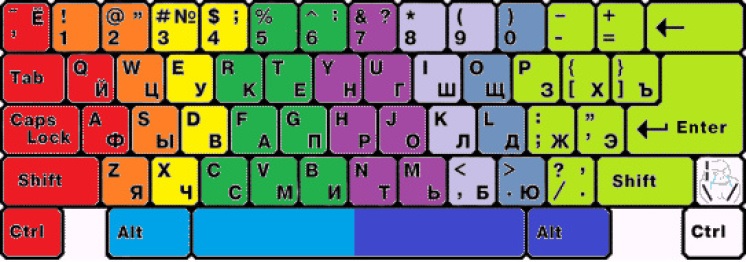 ¨ Ё ! 1 @ " 2 # № 3 $ ; 4 % 5 ^ : 6 & ? 7 * 8 ( 9 ) 0 – - + = ←
Tab Q Й W Ц E У R К T Е Y Н U Г I Ш O Щ P З { [ Х } ] Ъ
Caps Lock A Ф S Ы D В F А G П H Р J О K Л L Д : ; Ж " ' Э ↵ Enter
Shift Z Я X Ч C С V М B И N Т M Ь < , Б > . Ю ? , / . Shift
Ctrl Alt Alt Ctrl